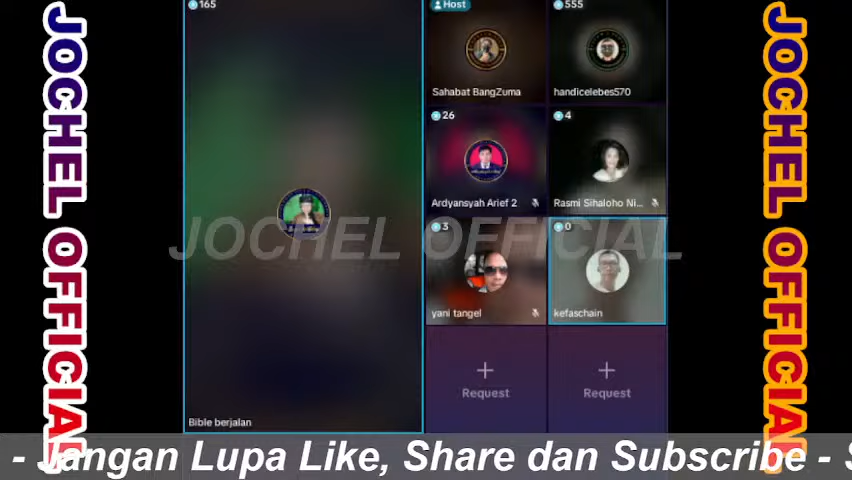 JOCHEL OFFICIAL
165
Host
555
Sahabat BangZuma
handicelebes570
26
4
Ardyansyah Arief 2
Rasmi Sihaloho Ni...
JOCHEL OFFICIAL
3
0
yani tangel
kefaschain
+
+
Request
Request
Bible berjalan
JOCHEL OFFICIAL
- Jangan Lupa Like, Share dan Subscribe - S